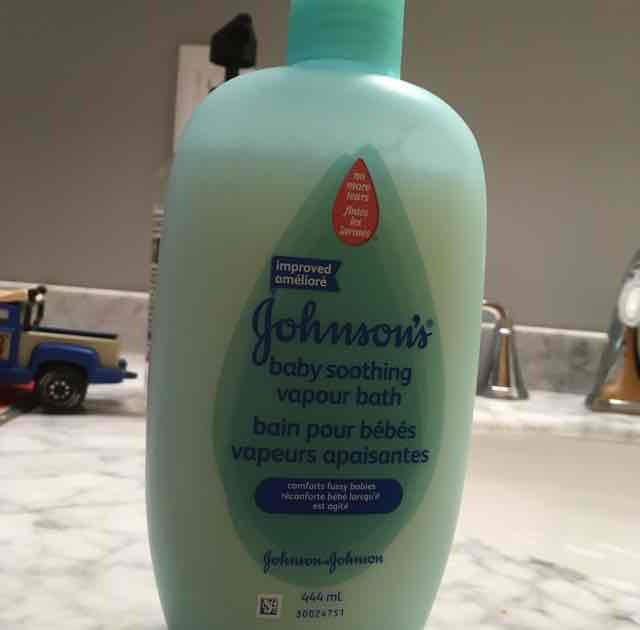 no
more
tears
finies
les
larmes
improved
amélioré
Johnson's®
baby soothing
vapour bath
bain pour bébés
vapeurs apaisantes
comforts fussy babies
réconforte bébé lorsqu'il
est agité
Johnson & Johnson
444 mL
30024751